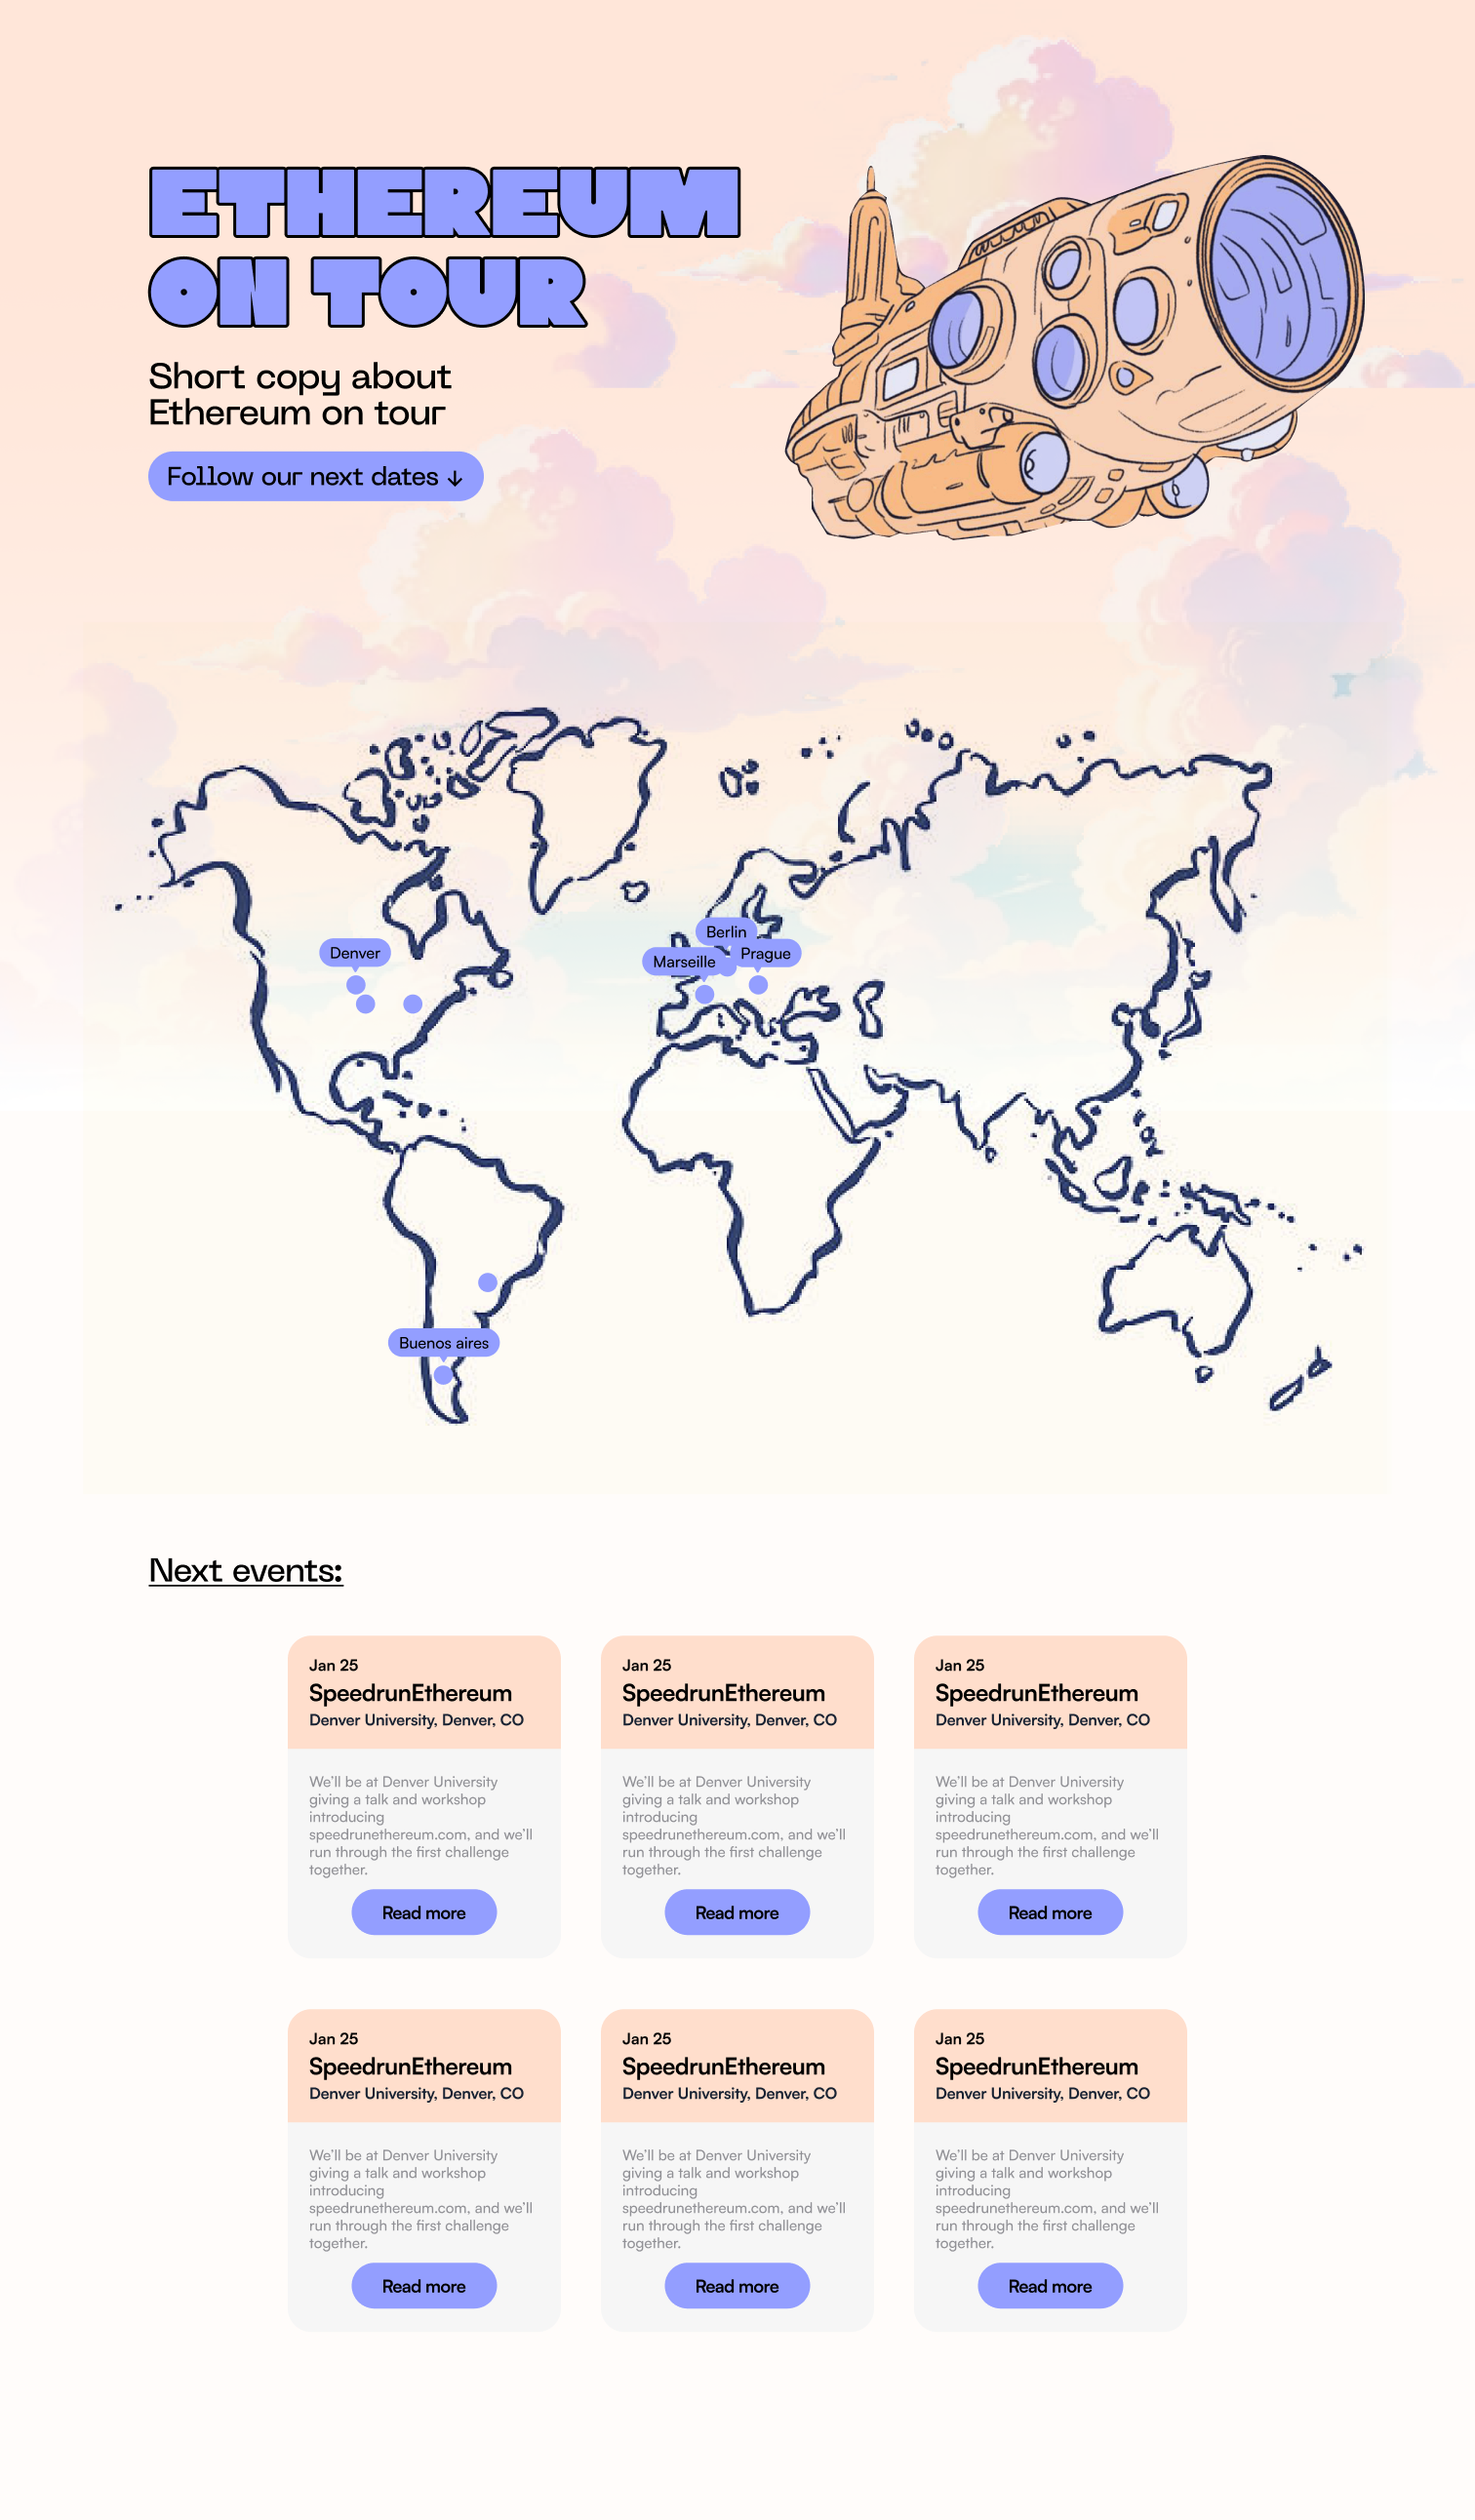 ETHEREUM
ON TOUR
Short copy about
Ethereum on tour
Follow our next dates ↓
Berlin
Denver
Prague
Marseille
Buenos aires
Next events:
Jan 25
SpeedrunEthereum
Denver University, Denver, CO
We'll be at Denver University
giving a talk and workshop
introducing
speedrunethereum.com, and we'll
run through the first challenge
together.
Read more
Jan 25
SpeedrunEthereum
Denver University, Denver, CO
We'll be at Denver University
giving a talk and workshop
introducing
speedrunethereum.com, and we'll
run through the first challenge
together.
Read more
Jan 25
SpeedrunEthereum
Denver University, Denver, CO
We'll be at Denver University
giving a talk and workshop
introducing
speedrunethereum.com, and we'll
run through the first challenge
together.
Read more
Jan 25
SpeedrunEthereum
Denver University, Denver, CO
We'll be at Denver University
giving a talk and workshop
introducing
speedrunethereum.com, and we'll
run through the first challenge
together.
Read more
Jan 25
SpeedrunEthereum
Denver University, Denver, CO
We'll be at Denver University
giving a talk and workshop
introducing
speedrunethereum.com, and we'll
run through the first challenge
together.
Read more
Jan 25
SpeedrunEthereum
Denver University, Denver, CO
We'll be at Denver University
giving a talk and workshop
introducing
speedrunethereum.com, and we'll
run through the first challenge
together.
Read more